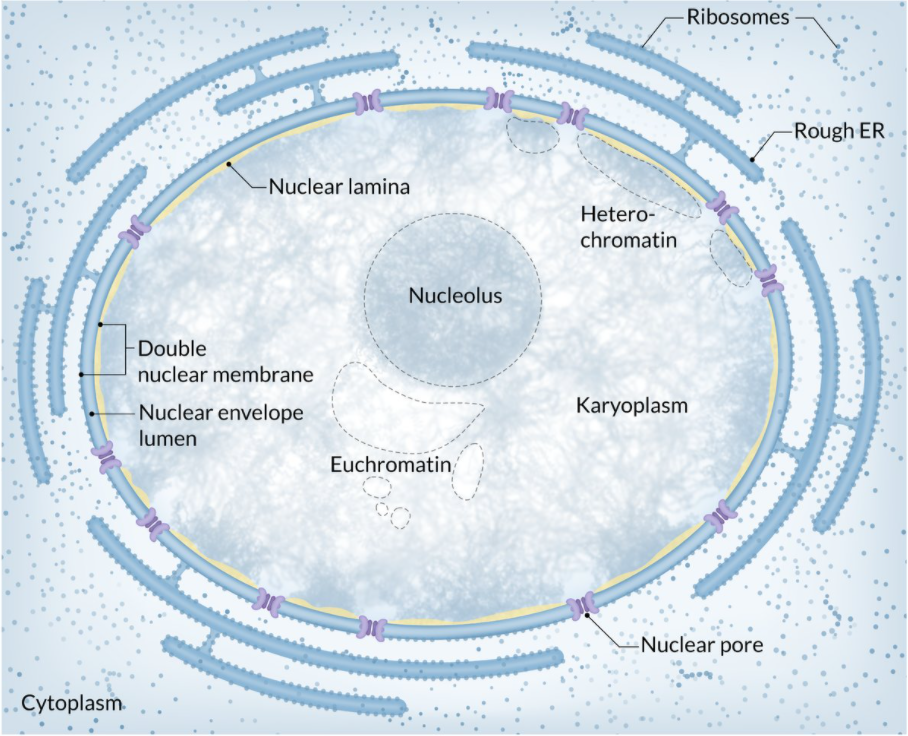 Ribosomes
Rough ER
Nuclear lamina
Hetero-
chromatin
Nucleolus
Double
nuclear membrane
Karyoplasm
Nuclear envelope
lumen
Euchromatin
Nuclear pore
Cytoplasm